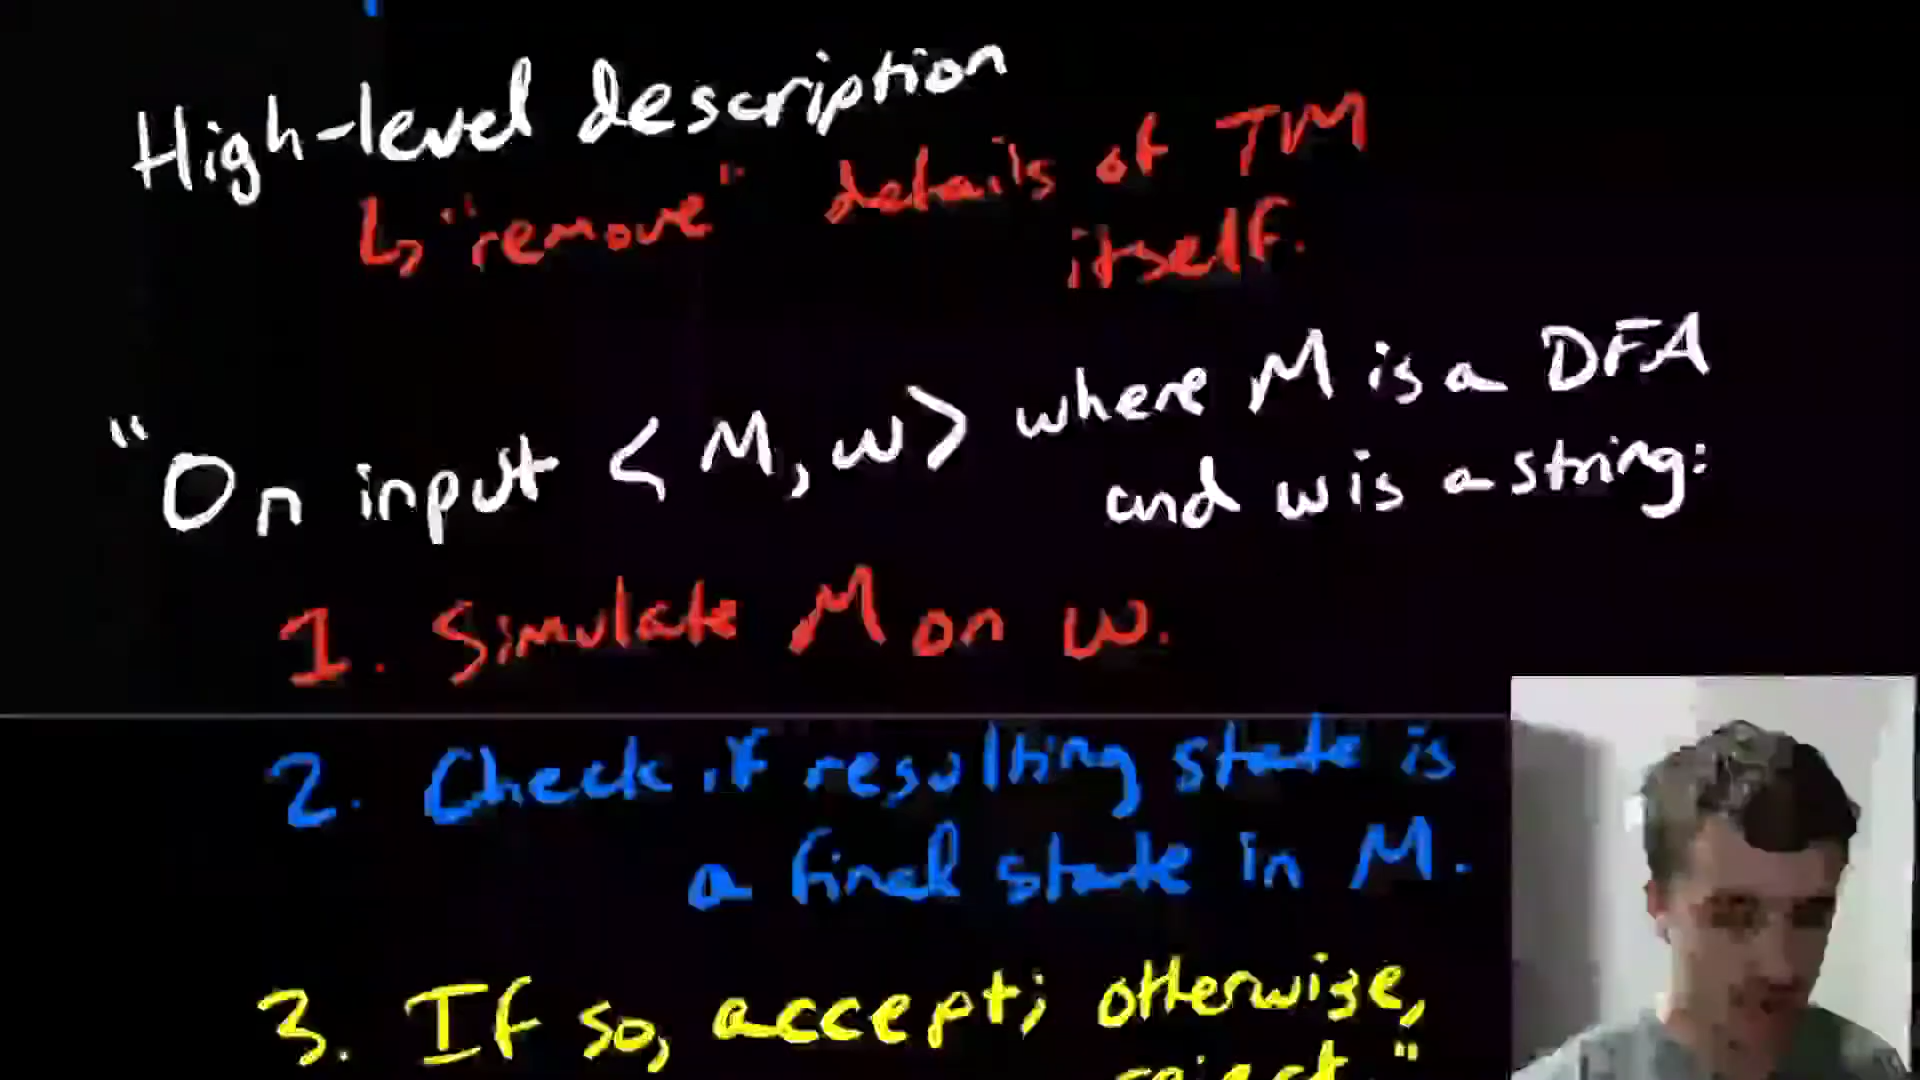 High-level description
↳ "remove" details of TM
itself.
"On input < M, w> where M is a DFA
and w is a string:
1. Simulate M on w.
2. Check if resulting state is
a final state in M.
3. If so, accept; otherwise,
reject."